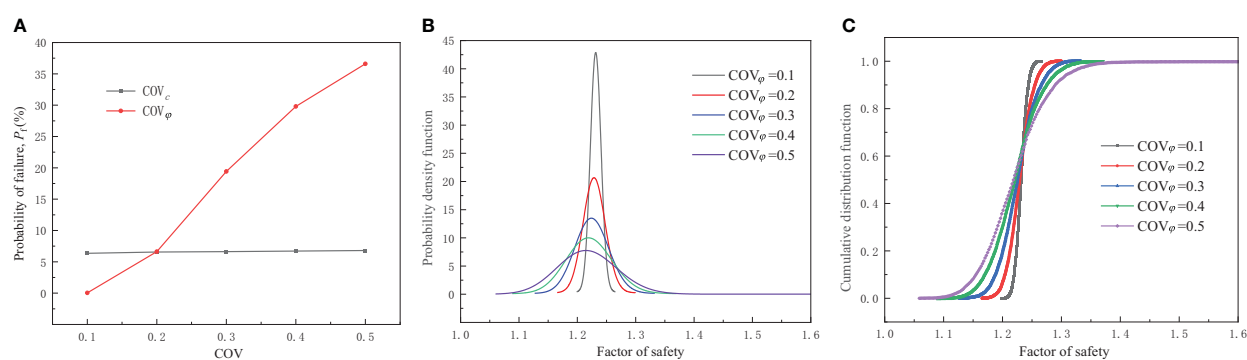 A
Probability of failure, P_f(%)
40
35
30
25
20
15
10
5
0
COV_c
COV_φ
0.1 0.2 0.3 0.4 0.5
COV
B
Probability density function
45
40
35
30
25
20
15
10
5
0
COVφ=0.1
COVφ=0.2
COVφ=0.3
COVφ=0.4
COVφ=0.5
1.0 1.1 1.2 1.3 1.4 1.5 1.6
Factor of safety
C
Cumulative distribution function
1.0
0.8
0.6
0.4
0.2
0.0
COVφ=0.1
COVφ=0.2
COVφ=0.3
COVφ=0.4
COVφ=0.5
1.0 1.1 1.2 1.3 1.4 1.5 1.6
Factor of safety